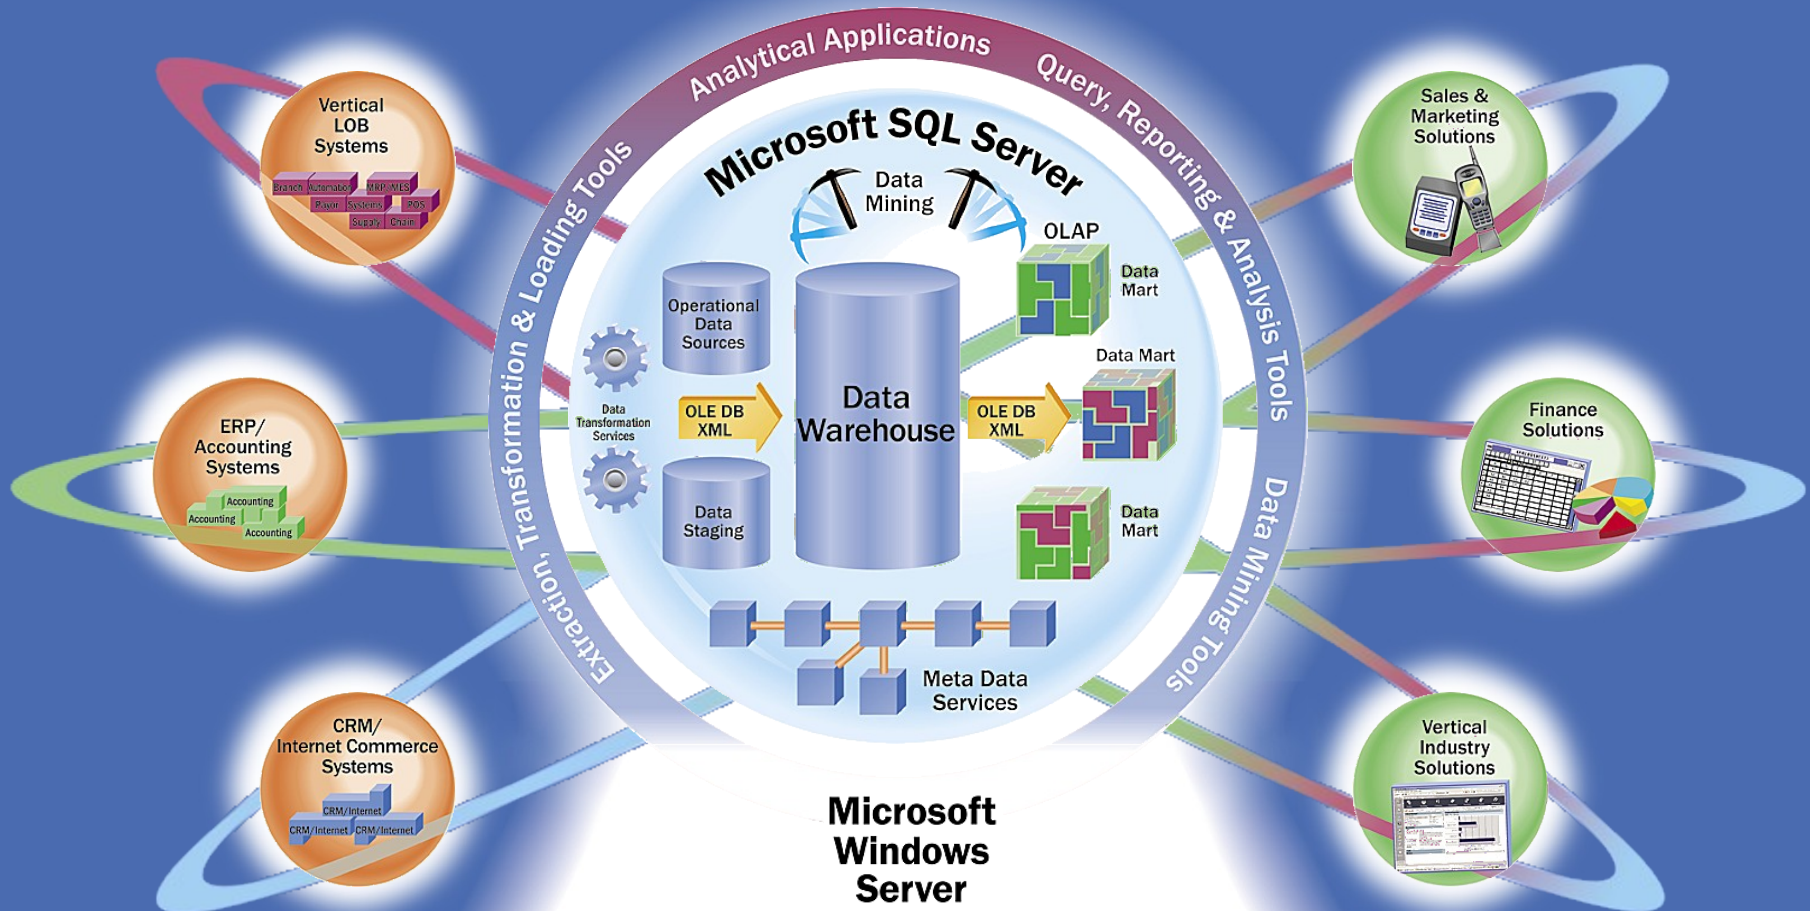 Analytical Applications
Query, Reporting & Analysis Tools
Data Mining Tools
Extraction, Transformation & Loading Tools
Microsoft SQL Server
Data
Mining
OLAP
Data
Mart
Operational
Data
Sources
Data Mart
Data
Transformation
Services
OLE DB
XML
Data
Warehouse
OLE DB
XML
Data
Staging
Data
Mart
Meta Data
Services
Microsoft
Windows
Server
Vertical
LOB
Systems
Branch
Automation
MRP/MES
Payor
Systems
POS
Supply
Chain
ERP/
Accounting
Systems
Accounting
Accounting
Accounting
CRM/
Internet Commerce
Systems
CRM/Internet
CRM/Internet
CRM/Internet
Sales &
Marketing
Solutions
Finance
Solutions
SPREADSHEET
Vertical
Industry
Solutions